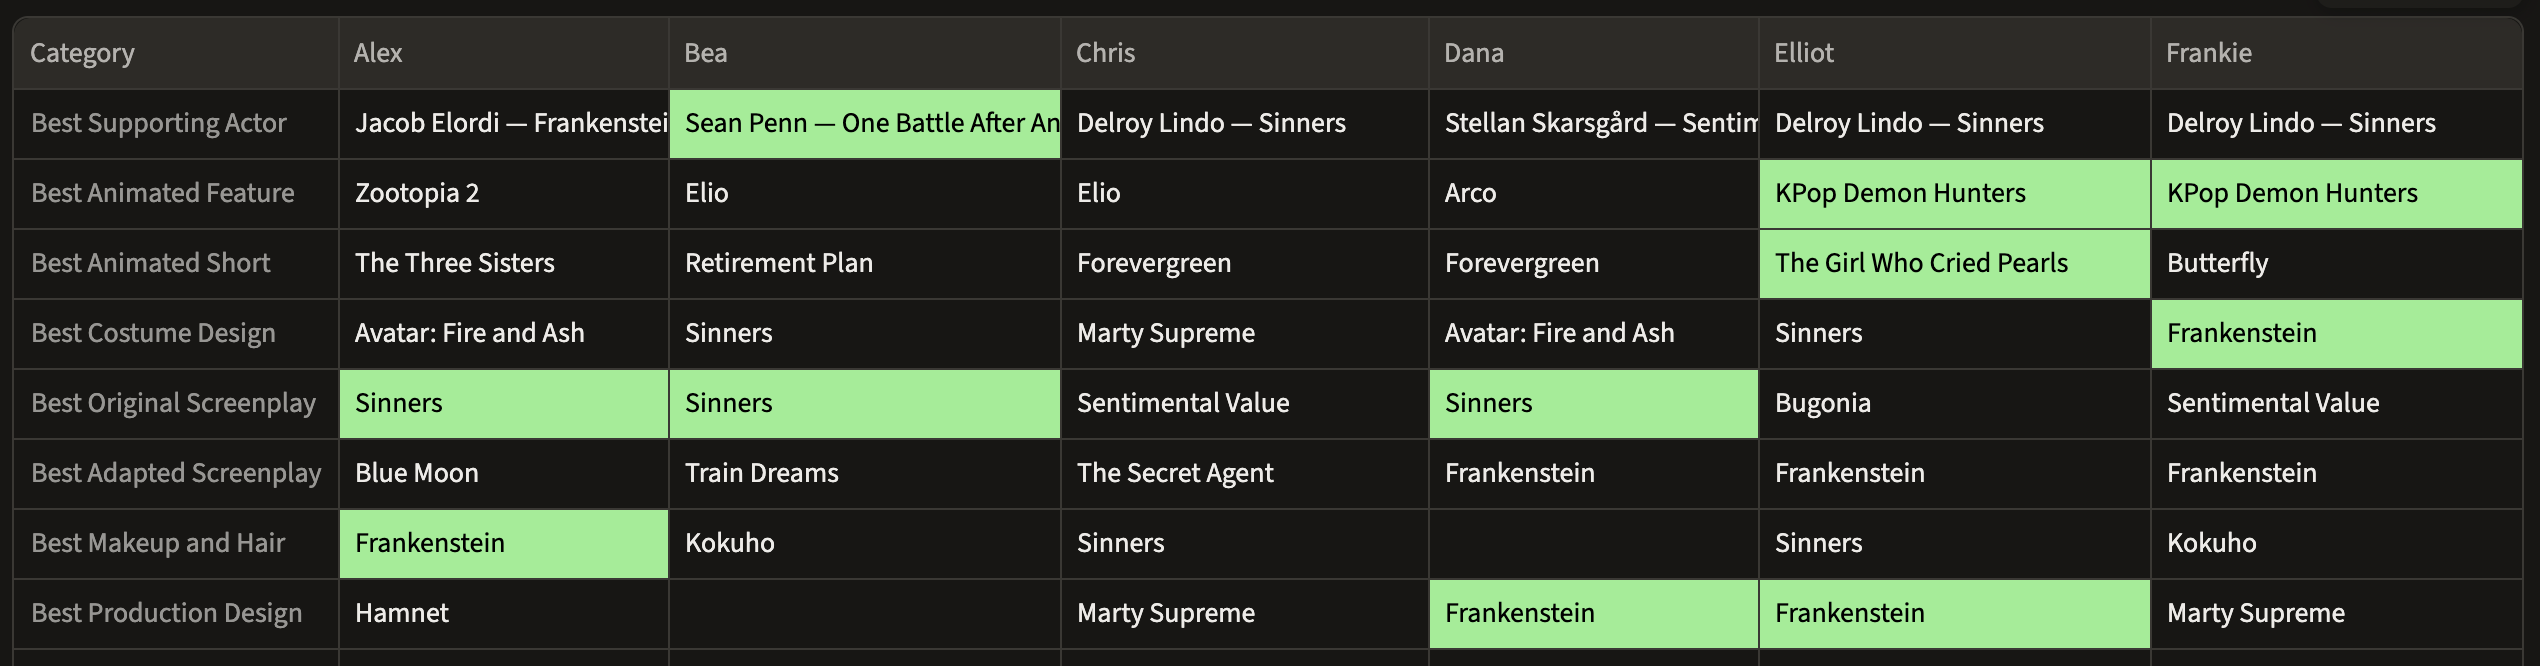 Category Alex Bea Chris Dana Elliot Frankie
Best Supporting Actor Jacob Elordi — Frankenstei Sean Penn — One Battle After An Delroy Lindo — Sinners Stellan Skarsgård — Sentim Delroy Lindo — Sinners Delroy Lindo — Sinners
Best Animated Feature Zootopia 2 Elio Elio Arco KPop Demon Hunters KPop Demon Hunters
Best Animated Short The Three Sisters Retirement Plan Forevergreen Forevergreen The Girl Who Cried Pearls Butterfly
Best Costume Design Avatar: Fire and Ash Sinners Marty Supreme Avatar: Fire and Ash Sinners Frankenstein
Best Original Screenplay Sinners Sinners Sentimental Value Sinners Bugonia Sentimental Value
Best Adapted Screenplay Blue Moon Train Dreams The Secret Agent Frankenstein Frankenstein Frankenstein
Best Makeup and Hair Frankenstein Kokuho Sinners Sinners Kokuho
Best Production Design Hamnet Marty Supreme Frankenstein Frankenstein Marty Supreme